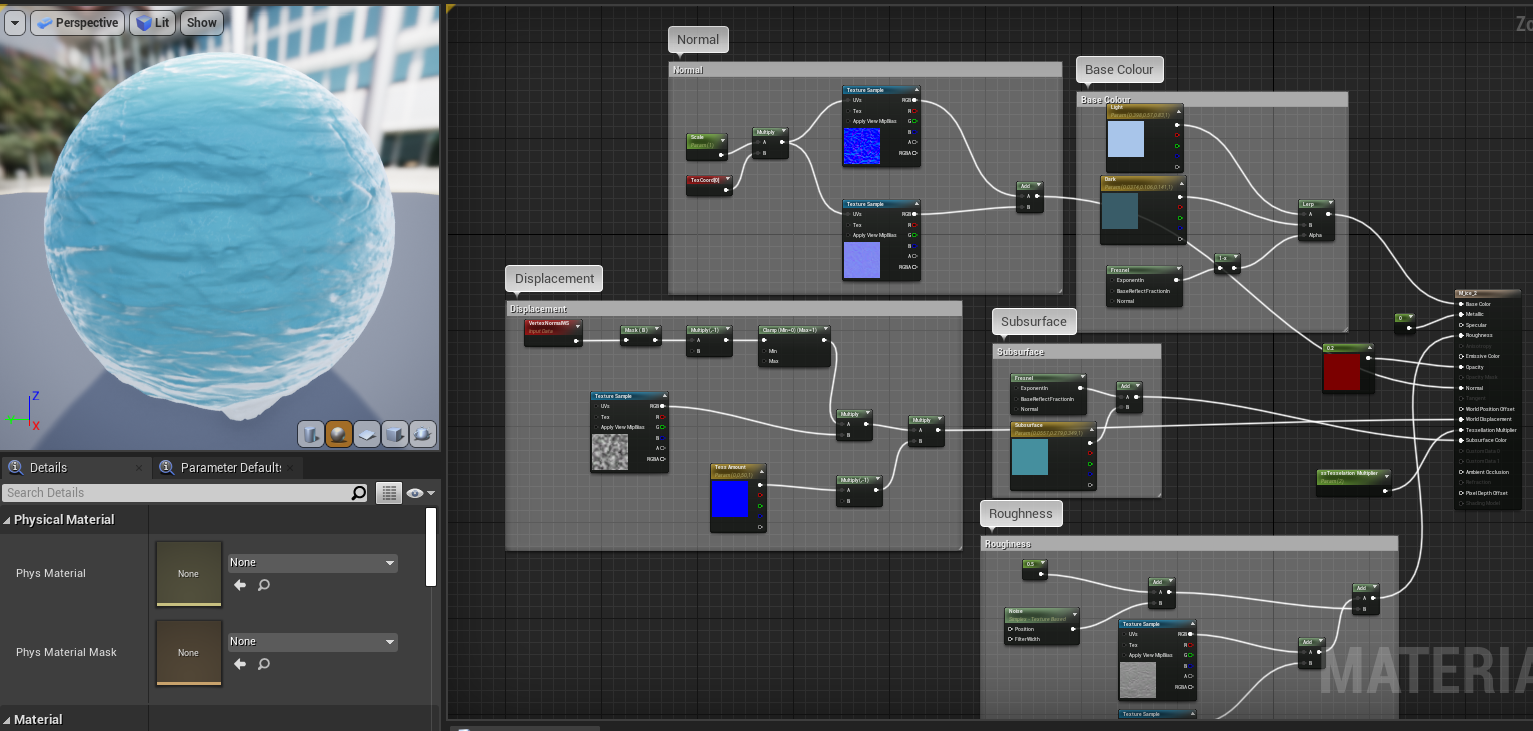 Perspective
Lit
Show
Z
Y
X
Details
Parameter Defaults
Search Details
Physical Material
Phys Material
None
None
Phys Material Mask
None
None
Material
Zo
Normal
Normal
Scale
Param (1)
TexCoord[0]
Multiply
A
B
Texture Sample
UVs
Tex
Apply View MipBias
RGB
R
G
B
A
RGBA
Texture Sample
UVs
Tex
Apply View MipBias
RGB
R
G
B
A
RGBA
Add
A
B
Base Colour
Base Colour
Light
Dark
Fresnel
ExponentIn
BaseReflectFractionIn
Normal
1-x
Lerp
A
B
Alpha
Displacement
Displacement
VertexNormalWS
Input Data
Mask ( B )
Multiply(,-1)
A
B
Clamp (Min=0) (Max=1)
Min
Max
Texture Sample
UVs
Tex
Apply View MipBias
RGB
R
G
B
A
RGBA
Tess Amount
Multiply
A
B
Multiply(,-1)
A
B
Multiply
A
B
Subsurface
Subsurface
Fresnel
ExponentIn
BaseReflectFractionIn
Normal
Subsurface
Add
A
B
0
0.2
ssTesselation Multiplier
Param (2)
M_Ice_2
Base Color
Metallic
Specular
Roughness
Anisotropy
Emissive Color
Opacity
Opacity Mask
Normal
Tangent
World Position Offset
World Displacement
Tessellation Multiplier
Subsurface Color
Custom Data 0
Custom Data 1
Ambient Occlusion
Refraction
Pixel Depth Offset
Shading Model
Roughness
Roughness
0.5
Noise
Position
FilterWidth
Add
A
B
Texture Sample
UVs
Tex
Apply View MipBias
RGB
R
G
B
A
RGBA
Texture Sample
Add
A
B
Add
A
B
MATERIA